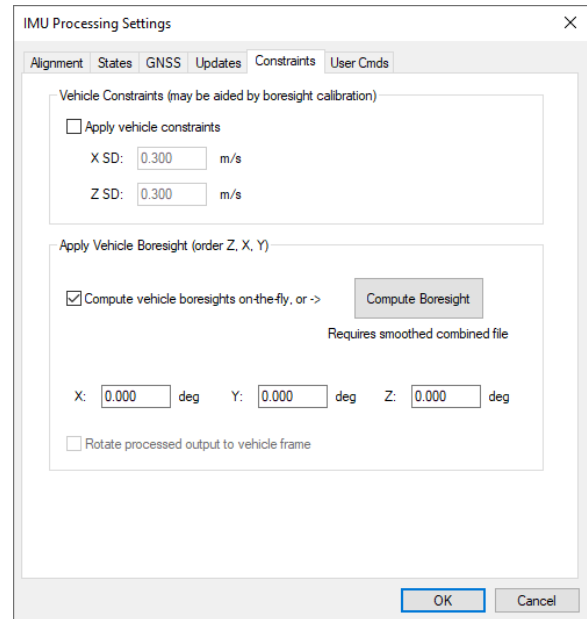 IMU Processing Settings
Alignment States GNSS Updates Constraints User Cmds
Vehicle Constraints (may be aided by boresight calibration)
Apply vehicle constraints
X SD: 0.300 m/s
Z SD: 0.300 m/s
Apply Vehicle Boresight (order Z, X, Y)
Compute vehicle boresights on-the-fly, or -> Compute Boresight
Requires smoothed combined file
X: 0.000 deg Y: 0.000 deg Z: 0.000 deg
Rotate processed output to vehicle frame
OK Cancel